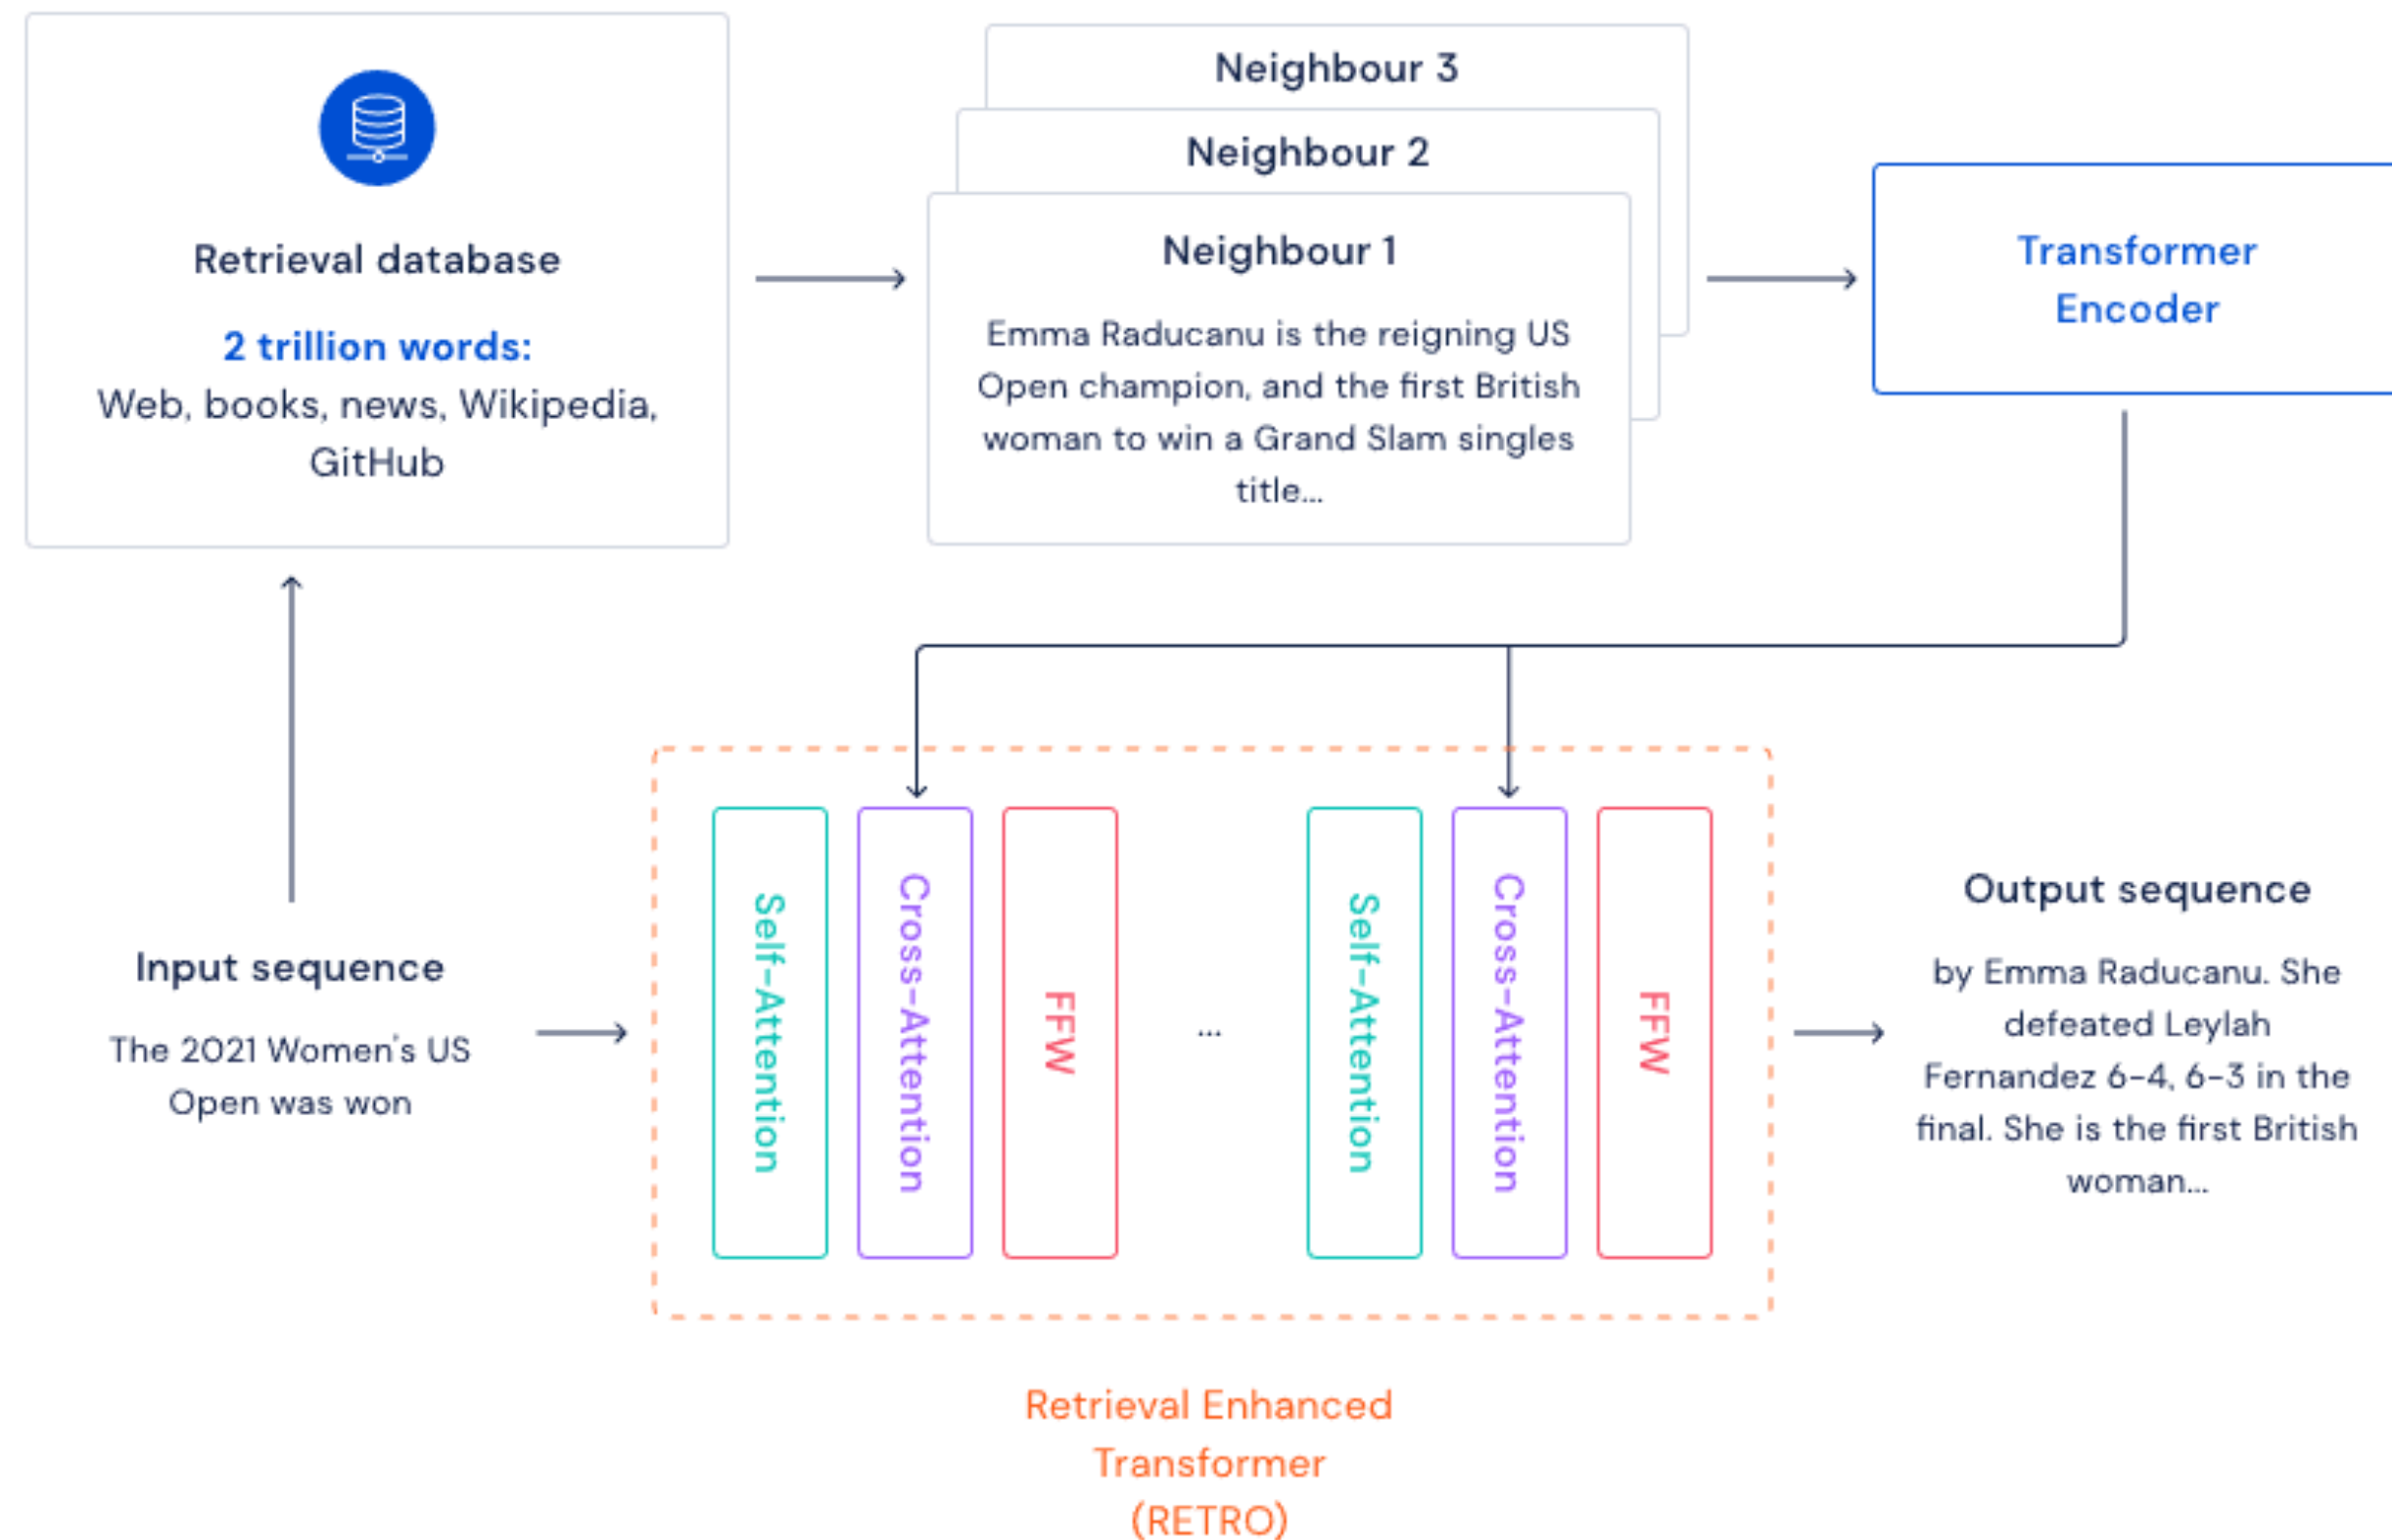 Retrieval database
2 trillion words:
Web, books, news, Wikipedia,
GitHub
Neighbour 3
Neighbour 2
Neighbour 1
Emma Raducanu is the reigning US
Open champion, and the first British
woman to win a Grand Slam singles
title...
Transformer
Encoder
Input sequence
The 2021 Women's US
Open was won
Self-Attention
Cross-Attention
FFW
...
Self-Attention
Cross-Attention
FFW
Output sequence
by Emma Raducanu. She
defeated Leylah
Fernandez 6-4, 6-3 in the
final. She is the first British
woman...
Retrieval Enhanced
Transformer
(RETRO)